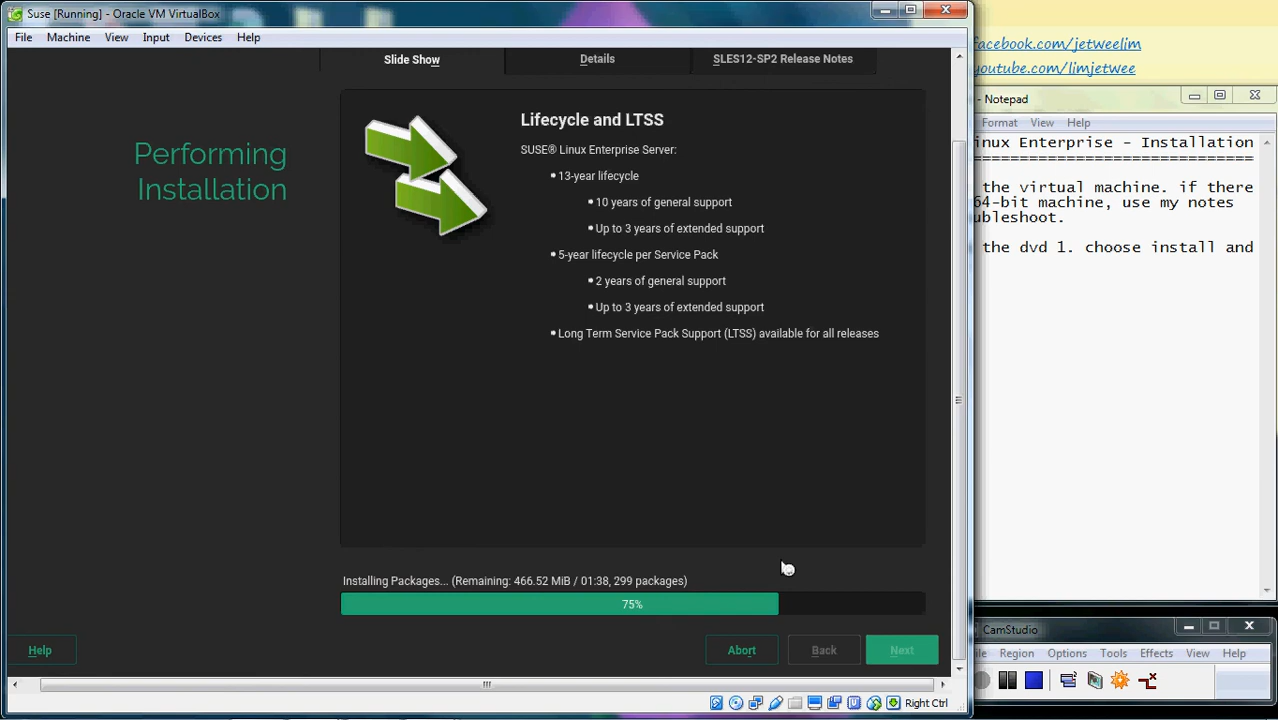 Suse [Running] - Oracle VM VirtualBox
File Machine View Input Devices Help
Slide Show
Details
SLES12-SP2 Release Notes
Performing
Installation
Lifecycle and LTSS
SUSE® Linux Enterprise Server:
• 13-year lifecycle
• 10 years of general support
• Up to 3 years of extended support
• 5-year lifecycle per Service Pack
• 2 years of general support
• Up to 3 years of extended support
• Long Term Service Pack Support (LTSS) available for all releases
Installing Packages... (Remaining: 466.52 MiB / 01:38, 299 packages)
75%
Help
Abort
Back
Next
Right Ctrl
facebook.com/jetweelim
youtube.com/limjetwee
- Notepad
Format View Help
inux Enterprise - Installation
==============================
the virtual machine. if there
64-bit machine, use my notes
ubleshoot.
the dvd 1. choose install and
CamStudio
ile Region Options Tools Effects View Help